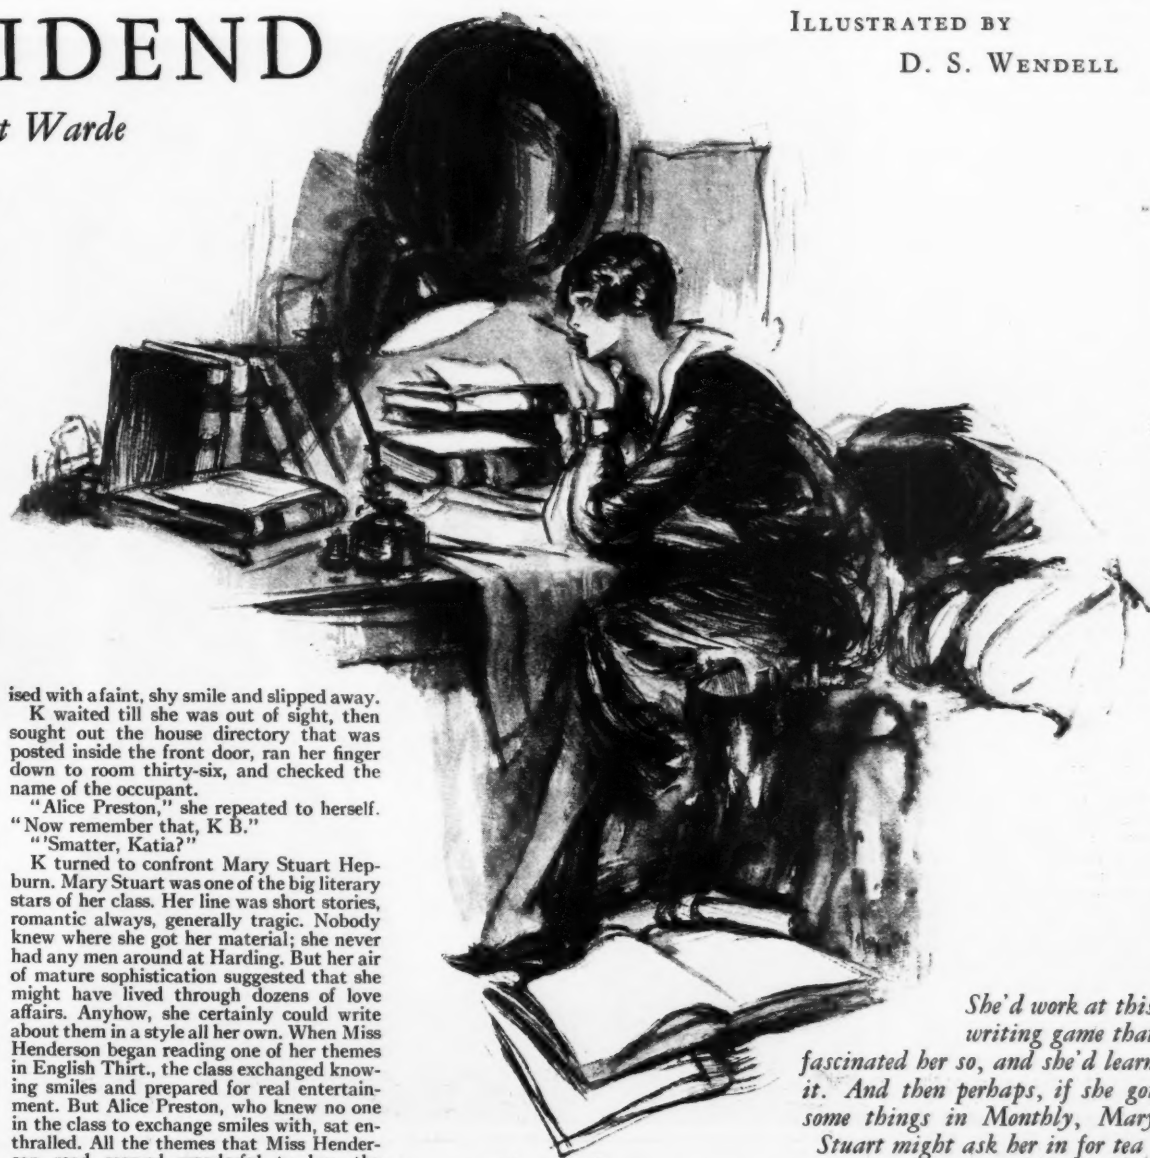 IDEND
t Warde
ILLUSTRATED BY
D. S. WENDELL
ised with a faint, shy smile and slipped away.
K waited till she was out of sight, then
sought out the house directory that was
posted inside the front door, ran her finger
down to room thirty-six, and checked the
name of the occupant.
"Alice Preston," she repeated to herself.
"Now remember that, K B."
"'Smatter, Katia?"
K turned to confront Mary Stuart Hep-
burn. Mary Stuart was one of the big literary
stars of her class. Her line was short stories,
romantic always, generally tragic. Nobody
knew where she got her material; she never
had any men around at Harding. But her air
of mature sophistication suggested that she
might have lived through dozens of love
affairs. Anyhow, she certainly could write
about them in a style all her own. When Miss
Henderson began reading one of her themes
in English Thirt., the class exchanged know-
ing smiles and prepared for real entertain-
ment. But Alice Preston, who knew no one
in the class to exchange smiles with, sat en-
thralled. All the themes that Miss Hender-
She'd work at this
writing game that
fascinated her so, and she'd learn
it. And then perhaps, if she got
some things in Monthly, Mary
Stuart might ask her in for tea